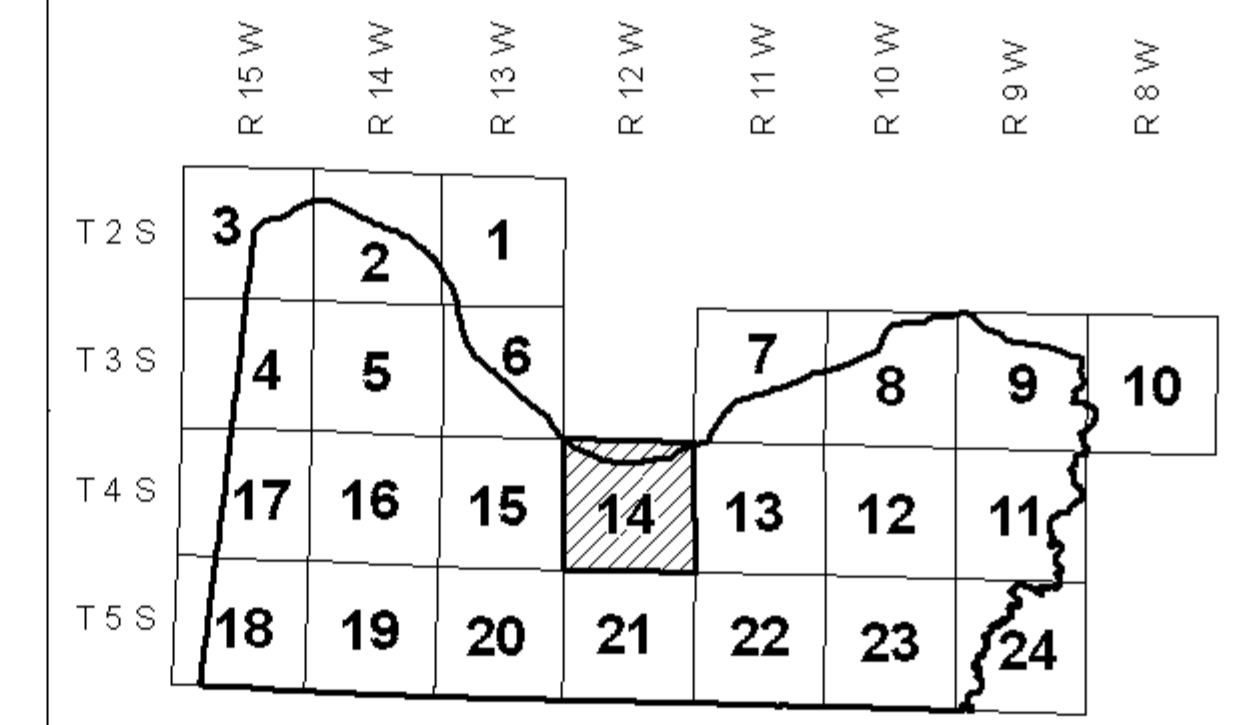 R 15 W R 14 W R 13 W R 12 W R 11 W R 10 W R 9 W R 8 W
T 2 S 3 2 1
T 3 S 4 5 6 7 8 9 10
T 4 S 17 16 15 14 13 12 11
T 5 S 18 19 20 21 22 23 24